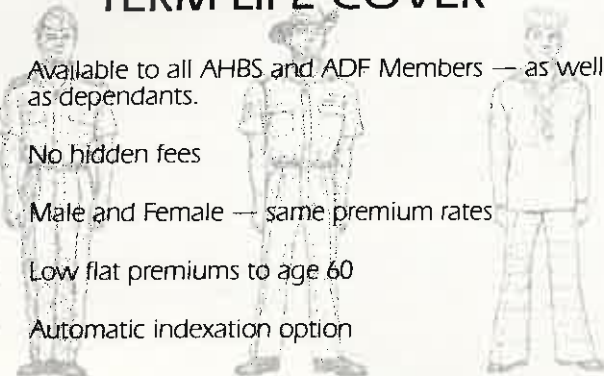 TERM LIFE COVER
Available to all AHBS and ADF Members — as well
as dependants.
No hidden fees
Male and Female — same premium rates
Low flat premiums to age 60
Automatic indexation option